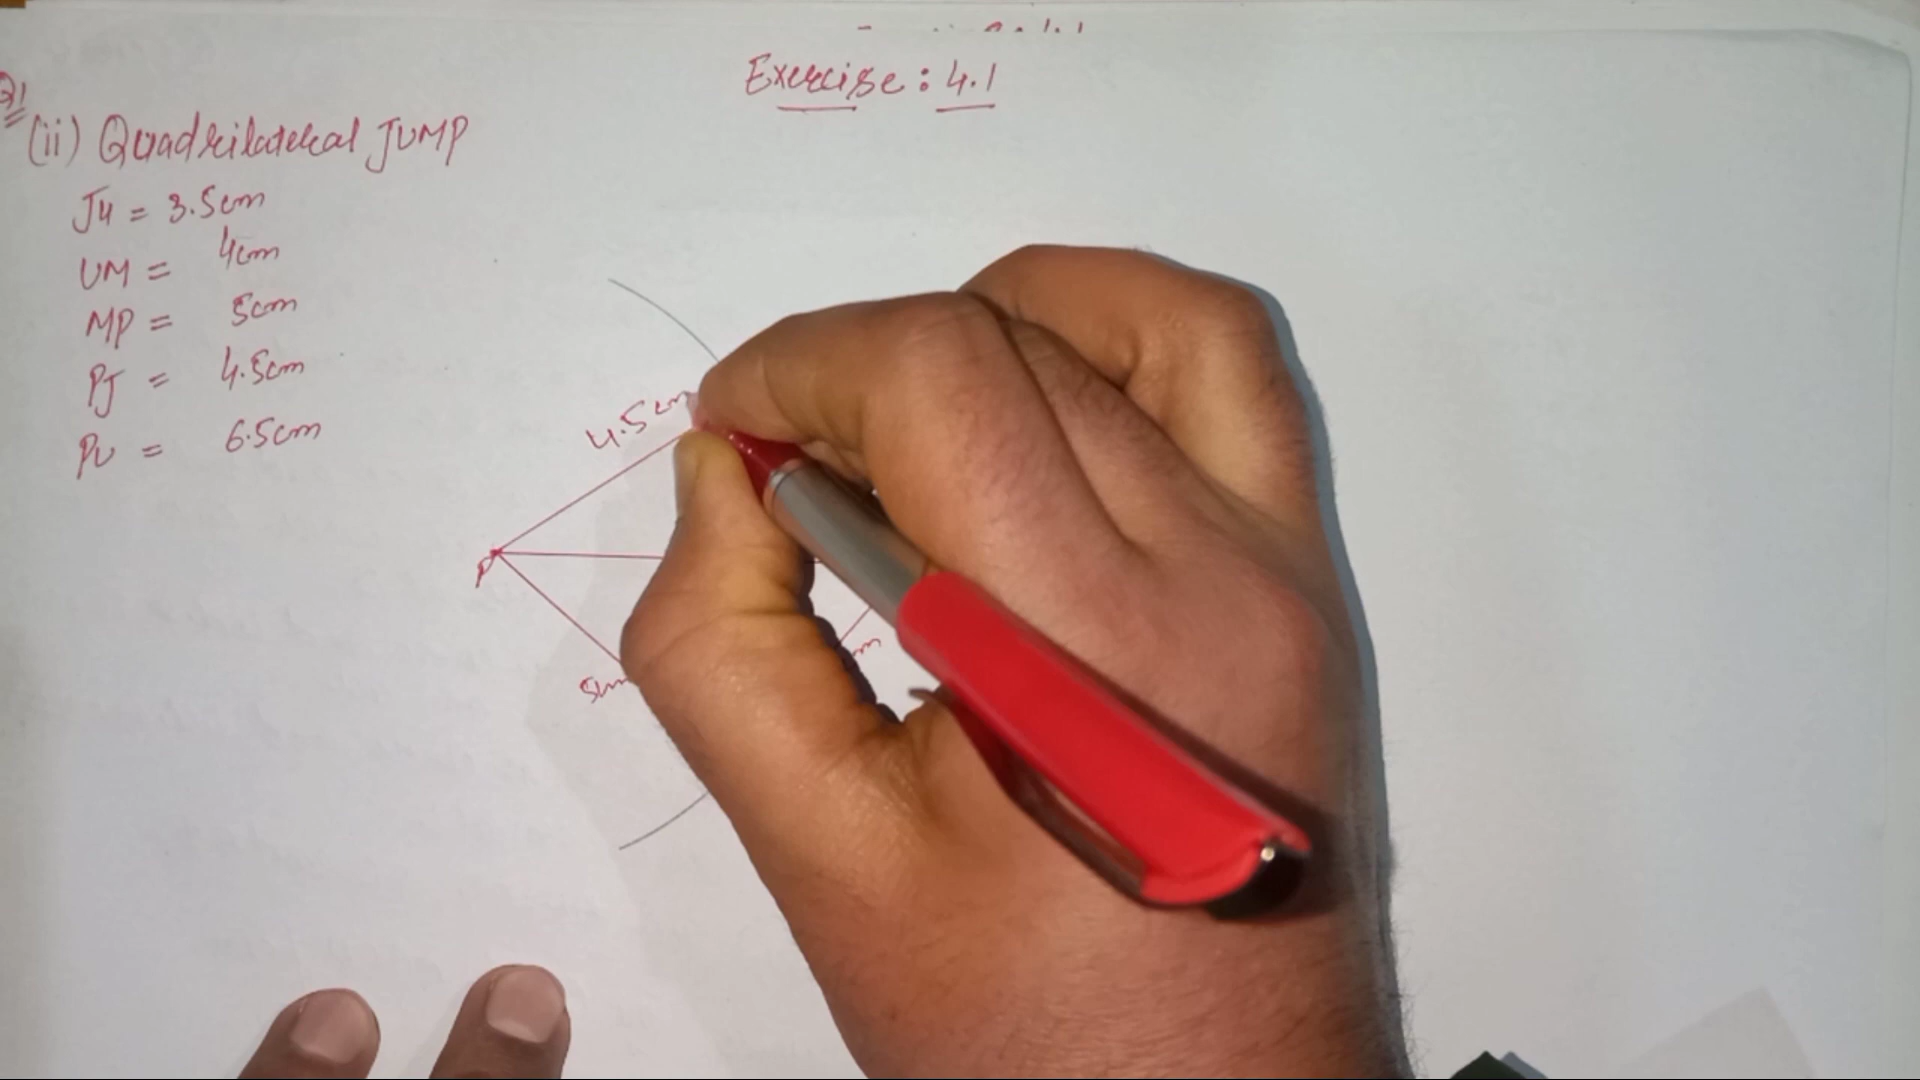 Exercise : 4.1
Q1
(ii) Quadrilateral JUMP
JU = 3.5cm
UM = 4cm
MP = 5cm
PJ = 4.5cm
PU = 6.5cm
4.5cm
P
5cm
cm